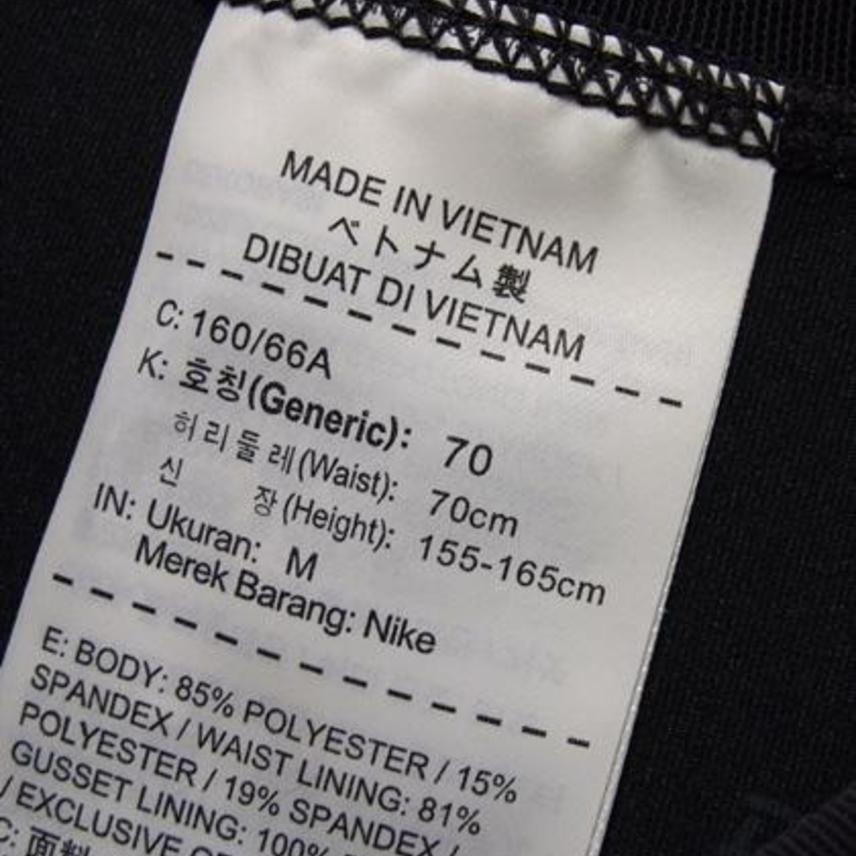 MADE IN VIETNAM
ベトナム製
DIBUAT DI VIETNAM
C: 160/66A
K: 호칭(Generic): 70
허리둘레(Waist): 70cm
신 장(Height): 155-165cm
IN: Ukuran: M
Merek Barang: Nike
E: BODY: 85% POLYESTER / 15%
SPANDEX / WAIST LINING: 81%
POLYESTER / 19% SPANDEX /
GUSSET LINING: 100%
/ EXCLUSIVE OF
C: 面料